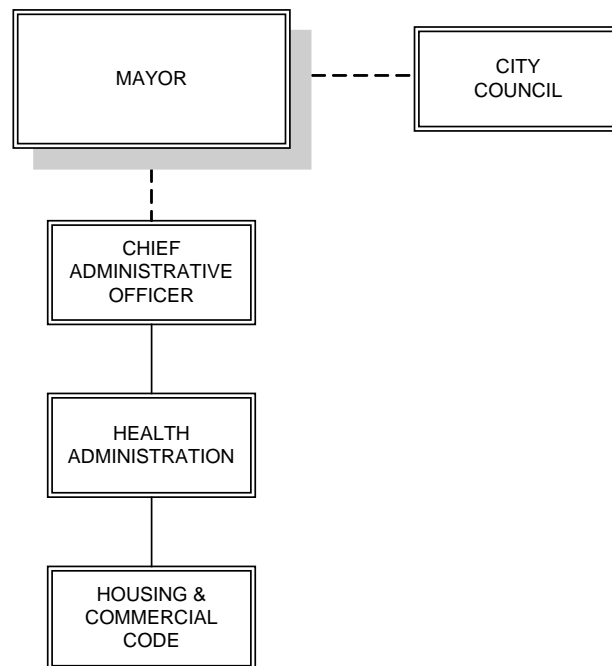 MAYOR
CITY
COUNCIL
CHIEF
ADMINISTRATIVE
OFFICER
HEALTH
ADMINISTRATION
HOUSING &
COMMERCIAL
CODE